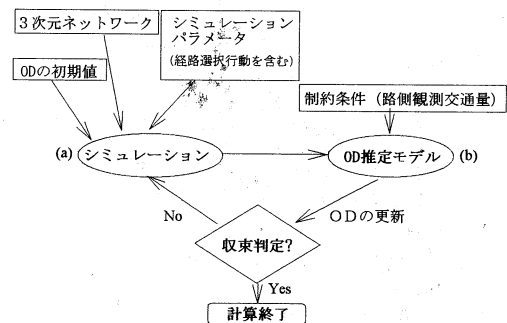 3次元ネットワーク
シミュレーション
パラメータ
(経路選択行動を含む)
ODの初期値
制約条件（路側観測交通量）
(a) シミュレーション
OD推定モデル (b)
No
ODの更新
収束判定?
Yes
計算終了